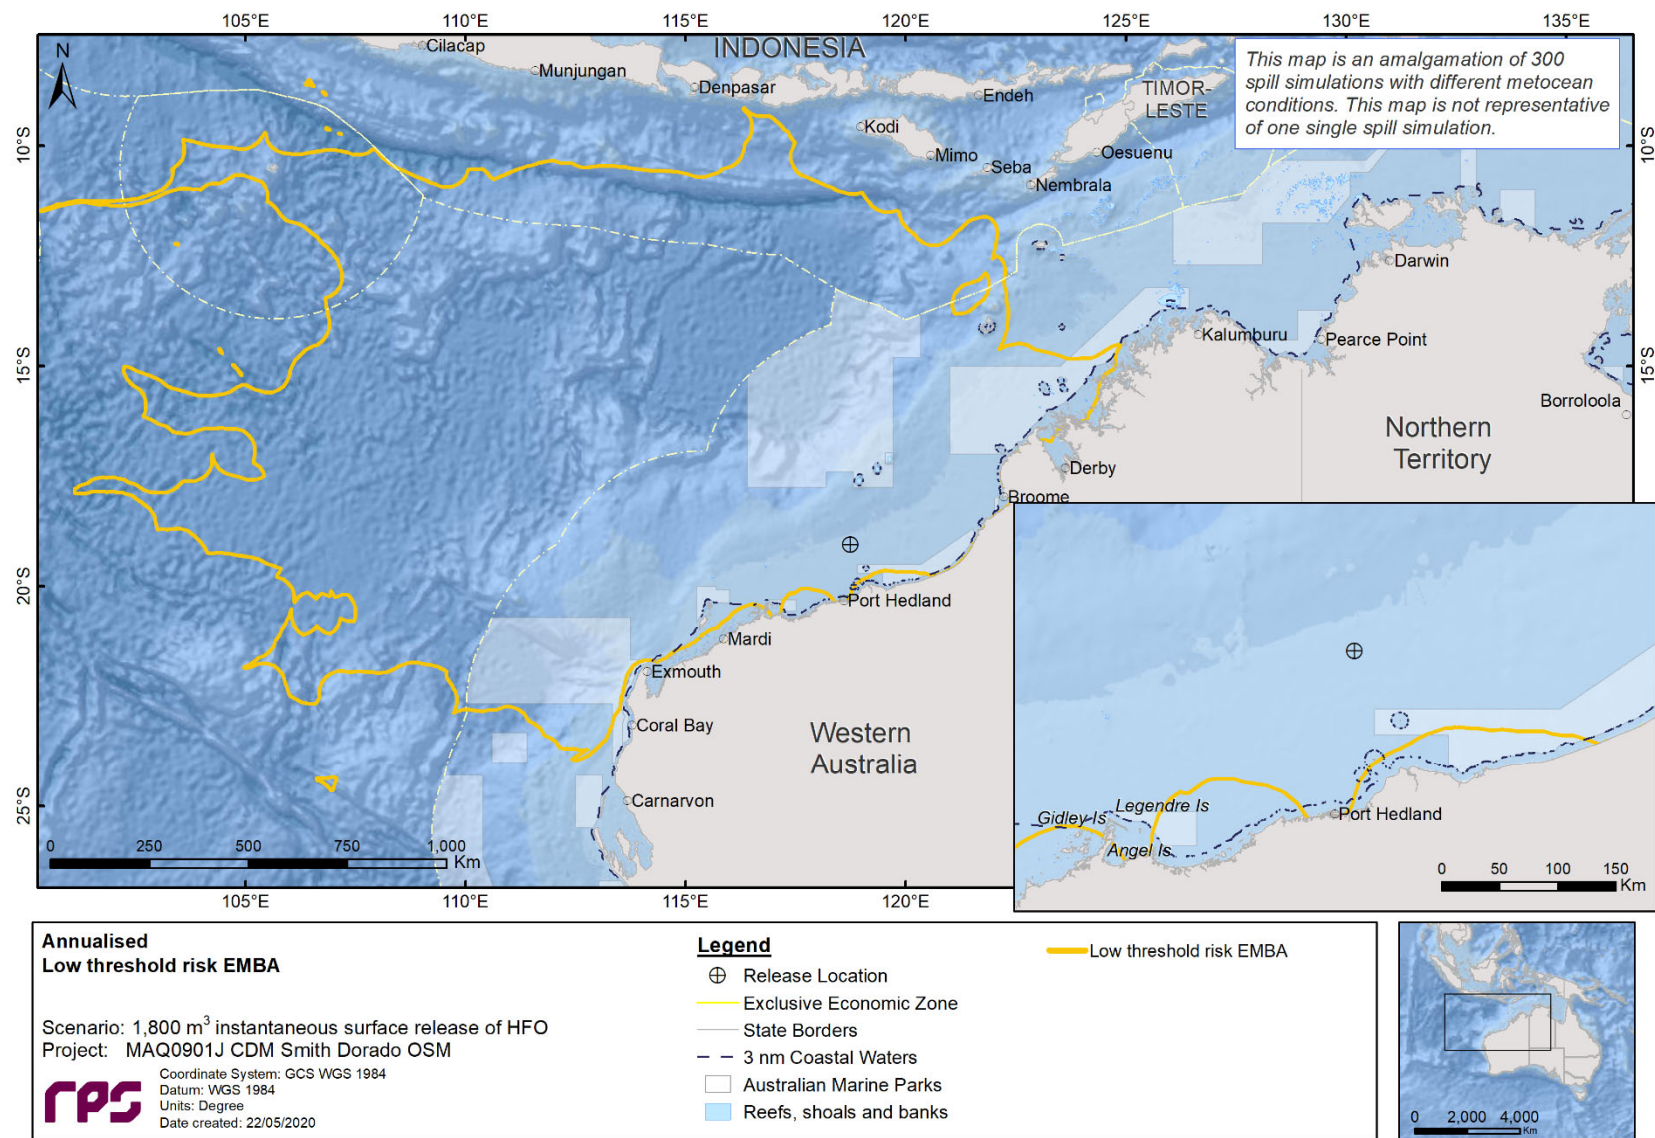 105°E 110°E 115°E 120°E 125°E 130°E 135°E
N
Cilacap
INDONESIA
Munjungan
Denpasar
Endeh
TIMOR-
LESTE
This map is an amalgamation of 300
spill simulations with different metocean
conditions. This map is not representative
of one single spill simulation.
10°S
10°S
Kodi
Mimo
Seba
Oesuenu
Nembrala
Darwin
Kalumburu
Pearce Point
15°S
15°S
Borroloola
Northern
Territory
Derby
Broome
20°S
Port Hedland
Mardi
Exmouth
Coral Bay
Western
Australia
Carnarvon
25°S
0 250 500 750 1,000
Km
Legendre Is
Gidley Is
Port Hedland
Angel Is
0 50 100 150
Km
105°E 110°E 115°E 120°E
Annualised
Low threshold risk EMBA
Scenario: 1,800 m³ instantaneous surface release of HFO
Project: MAQ0901J CDM Smith Dorado OSM
rps
Coordinate System: GCS WGS 1984
Datum: WGS 1984
Units: Degree
Date created: 22/05/2020
Legend
Release Location
Exclusive Economic Zone
State Borders
3 nm Coastal Waters
Australian Marine Parks
Reefs, shoals and banks
Low threshold risk EMBA
0 2,000 4,000
Km